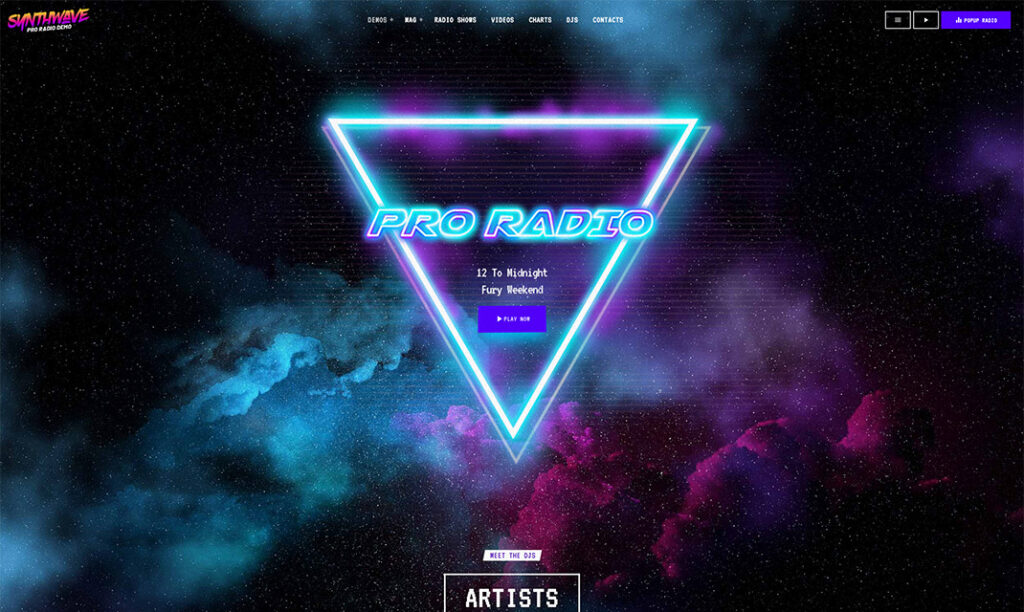 SYNTHWAVE
PRO RADIO DEMO
DEMOS + MAG + RADIO SHOWS VIDEOS CHARTS DJS CONTACTS
POPUP RADIO
PRO RADIO
12 To Midnight
Fury Weekend
PLAY NOW
MEET THE DJS
ARTISTS